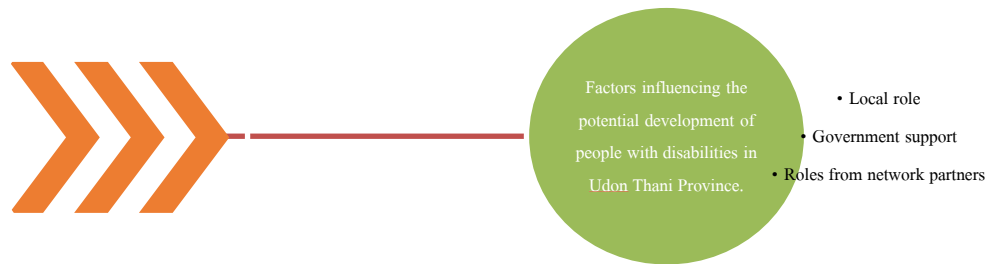 Factors influencing the
potential development of
people with disabilities in
Udon Thani Province.
• Local role
• Government support
• Roles from network partners